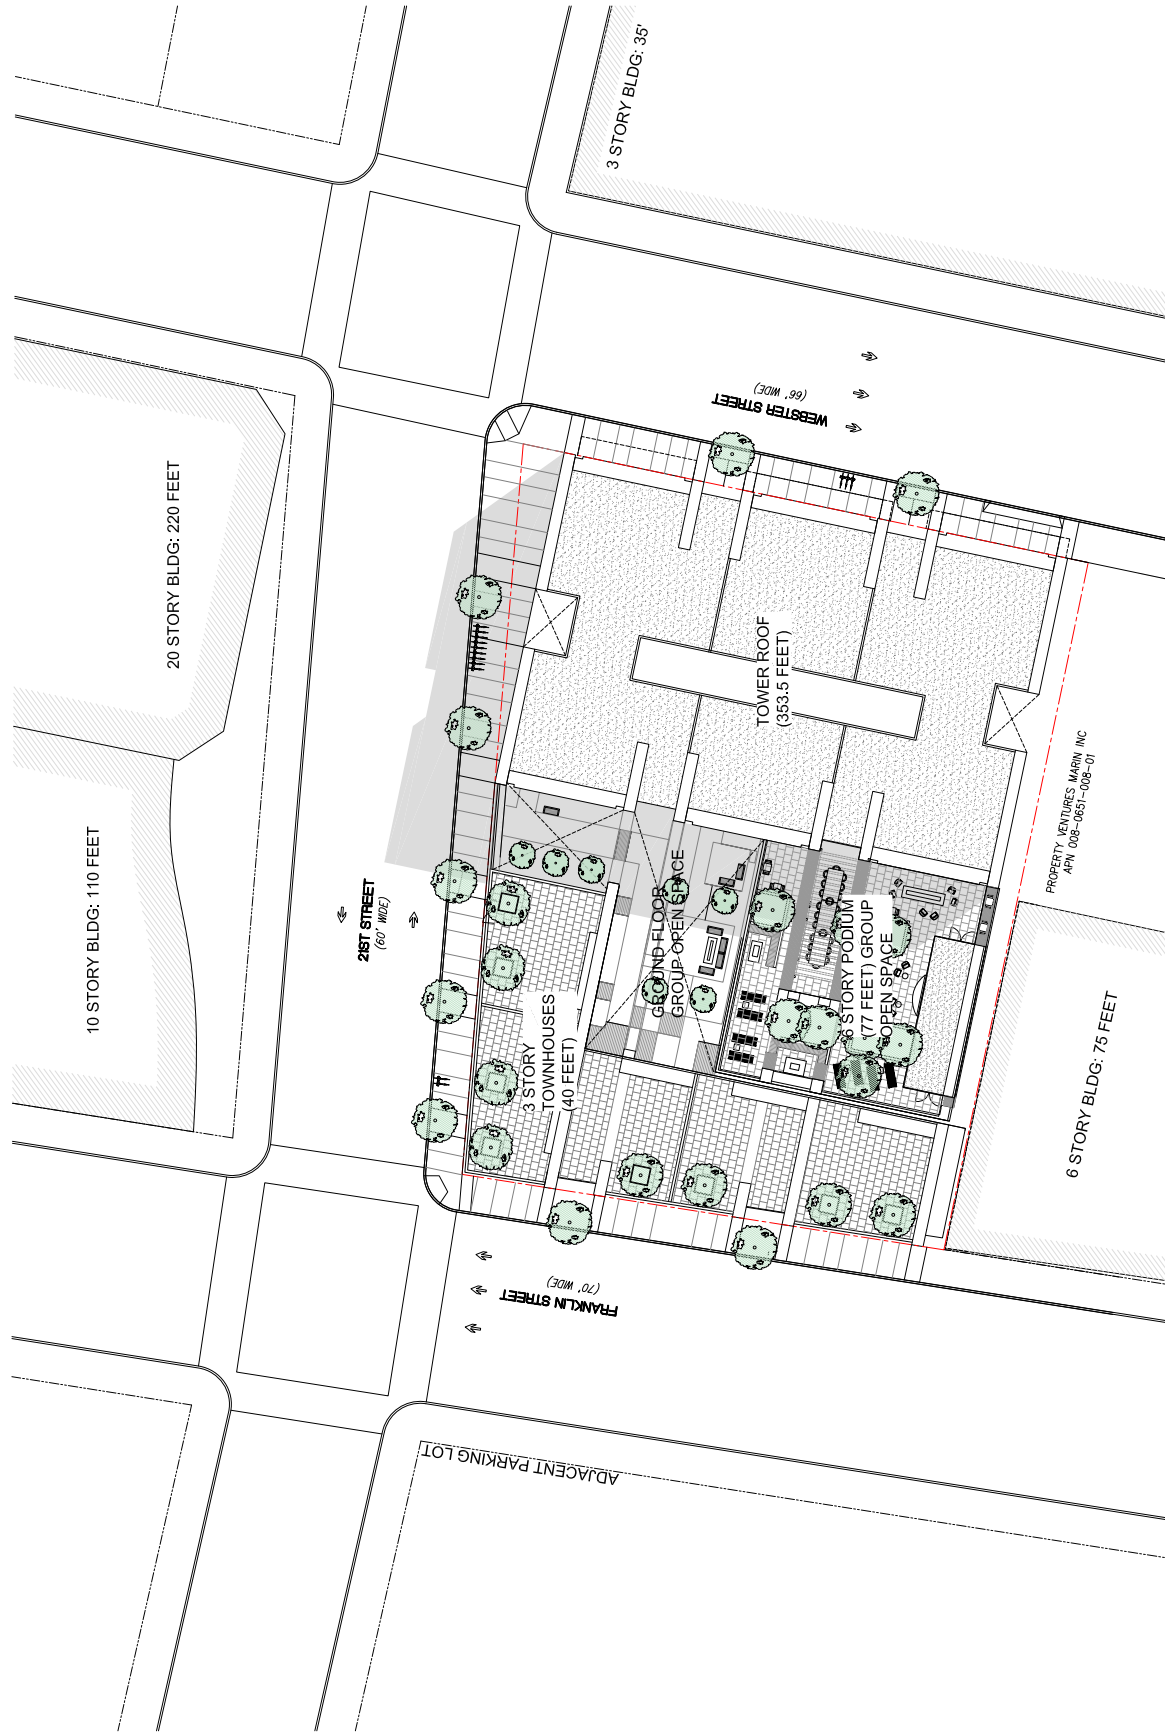 3 STORY BLDG: 35'
WEBSTER STREET
(66' WIDE)
20 STORY BLDG: 220 FEET
TOWER ROOF
(353.5 FEET)
PROPERTY VENTURES MARIN INC
APN 008-0651-008-01
10 STORY BLDG: 110 FEET
21ST STREET
(60' WIDE)
GROUND FLOOR
GROUP OPEN SPACE
6 STORY PODIUM
(77 FEET) GROUP
OPEN SPACE
3 STORY
TOWNHOUSES
(40 FEET)
6 STORY BLDG: 75 FEET
FRANKLIN STREET
(70' WIDE)
ADJACENT PARKING LOT